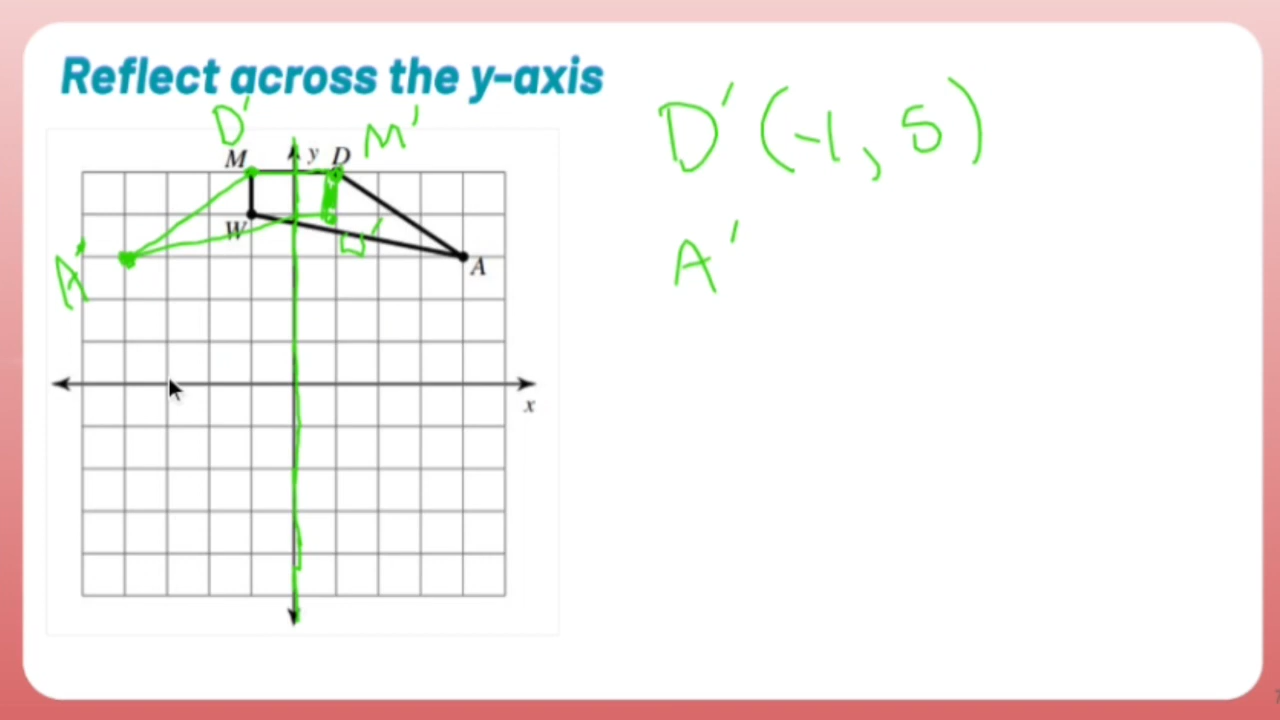 Reflect across the y-axis
D'
M'
M
y
D
D'(-1, 5)
W
W'
A'
A
A'
x